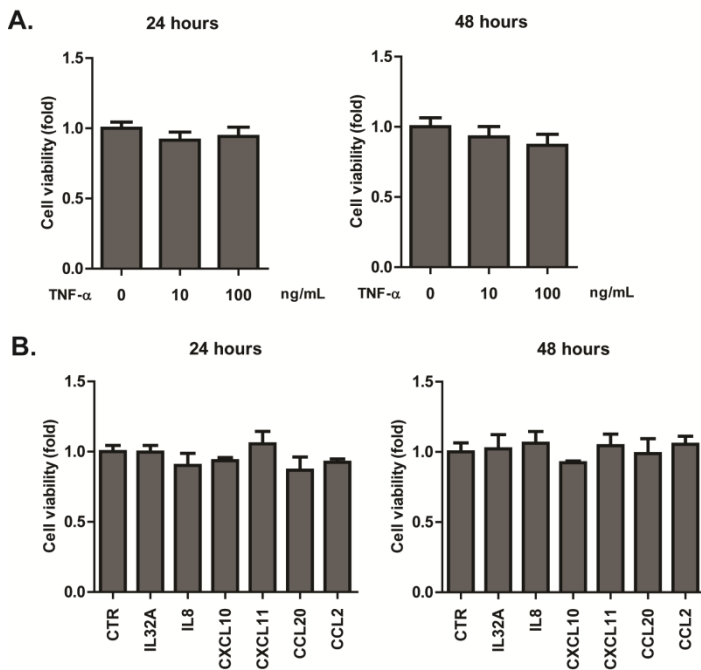 A.
24 hours
48 hours
Cell viability (fold)
1.5
1.0
0.5
0.0
TNF-α 0 10 100 ng/mL
Cell viability (fold)
1.5
1.0
0.5
0.0
TNF-α 0 10 100 ng/mL
B.
24 hours
48 hours
Cell viability (fold)
1.5
1.0
0.5
0.0
CTR
IL32A
IL8
CXCL10
CXCL11
CCL20
CCL2
Cell viability (fold)
1.5
1.0
0.5
0.0
CTR
IL32A
IL8
CXCL10
CXCL11
CCL20
CCL2